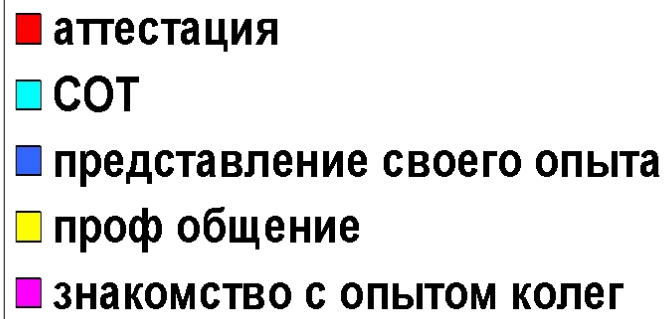 аттестация
СОТ
представление своего опыта
проф общение
знакомство с опытом колег